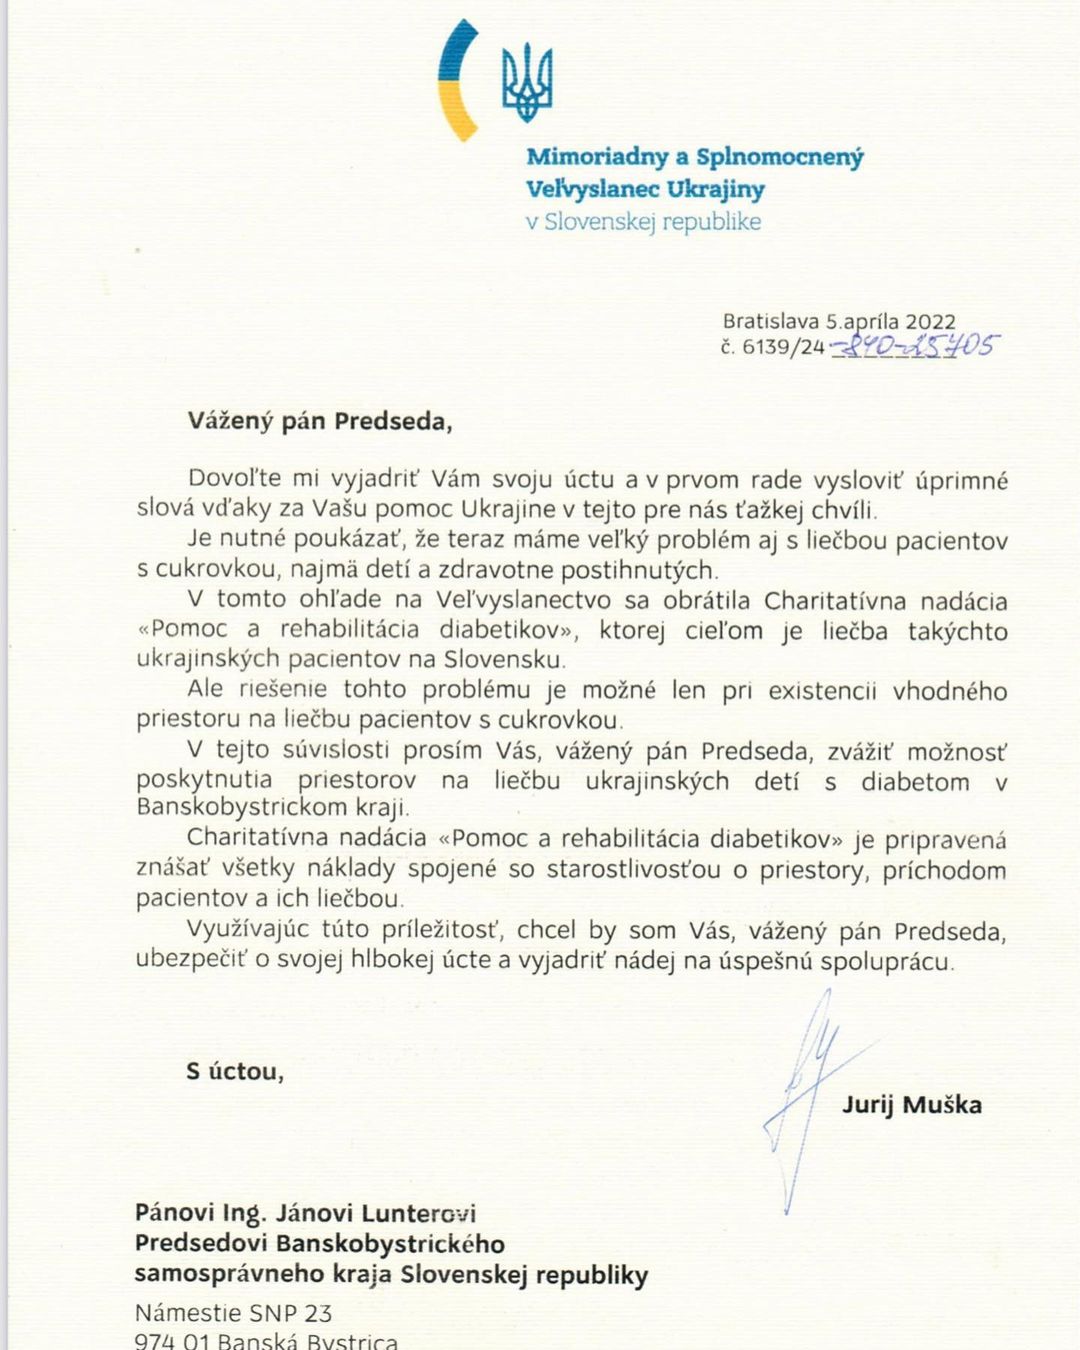 Mimoriadny a Splnomocnený
Veľvyslanec Ukrajiny
v Slovenskej republike
Bratislava 5.apríla 2022
č. 6139/24-840-25705
Vážený pán Predseda,
Dovoľte mi vyjadriť Vám svoju úctu a v prvom rade vysloviť úprimné
slová vďaky za Vašu pomoc Ukrajine v tejto pre nás ťažkej chvíli.
Je nutné poukázať, že teraz máme veľký problém aj s liečbou pacientov
s cukrovkou, najmä detí a zdravotne postihnutých.
V tomto ohľade na Veľvyslanectvo sa obrátila Charitatívna nadácia
«Pomoc a rehabilitácia diabetikov», ktorej cieľom je liečba takýchto
ukrajinských pacientov na Slovensku.
Ale riešenie tohto problému je možné len pri existencii vhodného
priestoru na liečbu pacientov s cukrovkou.
V tejto súvislosti prosím Vás, vážený pán Predseda, zvážiť možnosť
poskytnutia priestorov na liečbu ukrajinských detí s diabetom v
Banskobystrickom kraji.
Charitatívna nadácia «Pomoc a rehabilitácia diabetikov» je pripravená
znášať všetky náklady spojené so starostlivosťou o priestory, príchodom
pacientov a ich liečbou.
Využívajúc túto príležitosť, chcel by som Vás, vážený pán Predseda,
ubezpečiť o svojej hlbokej úcte a vyjadriť nádej na úspešnú spoluprácu.
S úctou,
Jurij Muška
Pánovi Ing. Jánovi Lunterovi
Predsedovi Banskobystrického
samosprávneho kraja Slovenskej republiky
Námestie SNP 23
974 01 Banská Bystrica